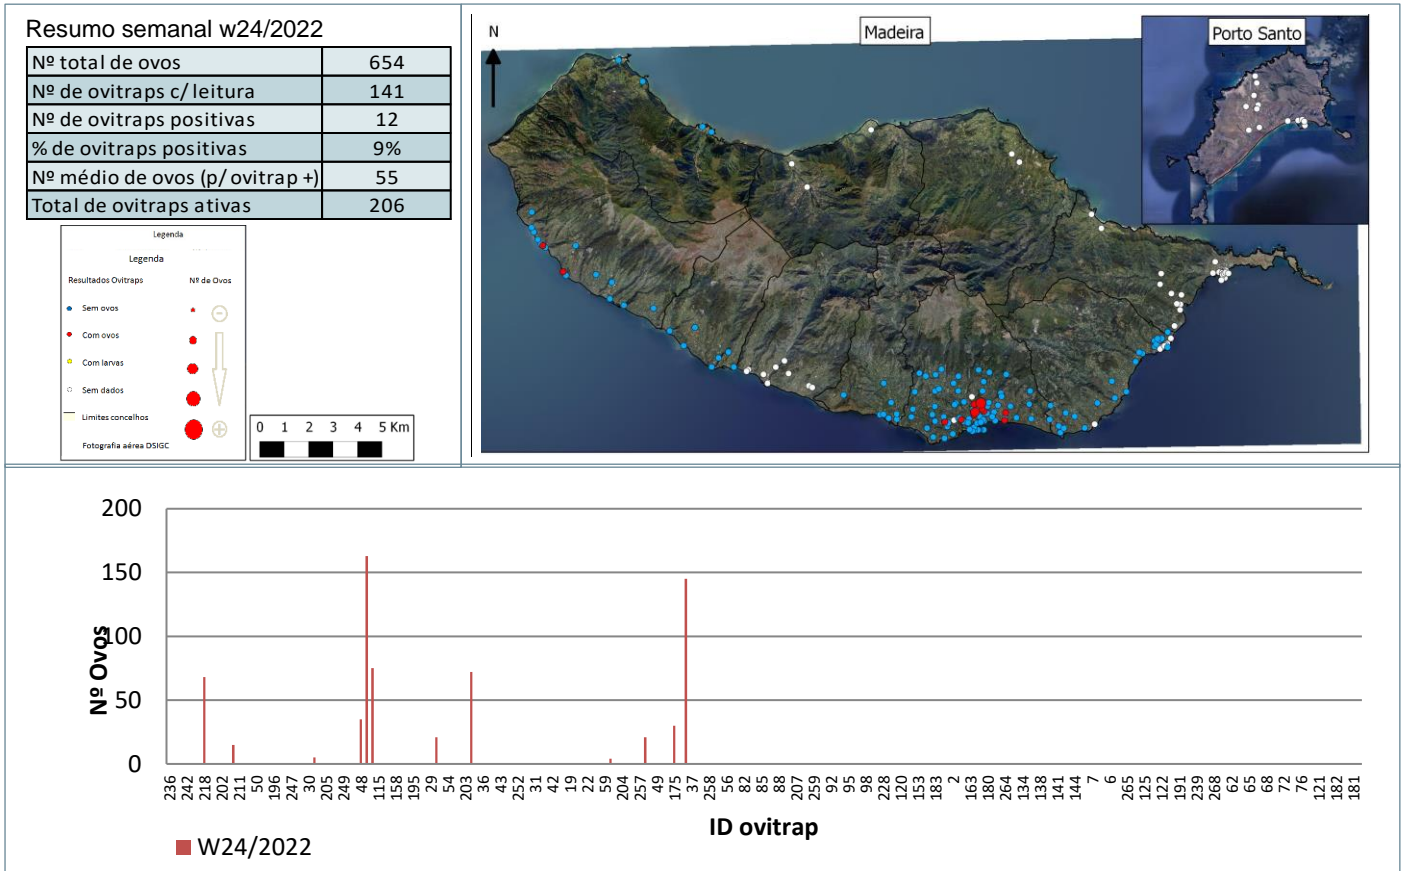 Resumo semanal w24/2022
Nº total de ovos 654
Nº de ovitraps c/ leitura 141
Nº de ovitraps positivas 12
% de ovitraps positivas 9%
Nº médio de ovos (p/ ovitrap +) 55
Total de ovitraps ativas 206
Legenda
Legenda
Resultados Ovitraps Nº de Ovos
Sem ovos
Com ovos
Com larvas
Sem dados
Limites concelhos
Fotografia aérea DSIGC
0 1 2 3 4 5 Km
N
Madeira
Porto Santo
200
150
100
50
0
Nº Ovos
236 242 218 202 211 50 196 247 30 205 249 48 115 158 195 29 54 203 36 43 252 31 42 19 22 59 204 257 49 175 37 258 56 82 85 88 207 259 92 95 98 228 120 153 183 2 163 180 264 134 138 141 144 7 6 265 125 122 191 239 268 62 65 68 72 76 121 182 181
ID ovitrap
W24/2022